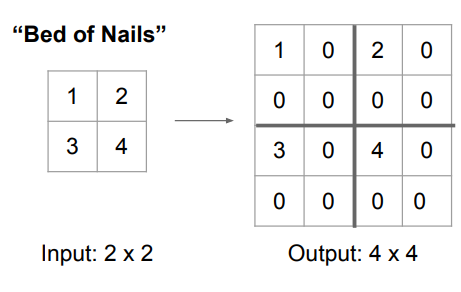 “Bed of Nails”
1 2
3 4
1 0 2 0
0 0 0 0
3 0 4 0
0 0 0 0
Input: 2 x 2
Output: 4 x 4